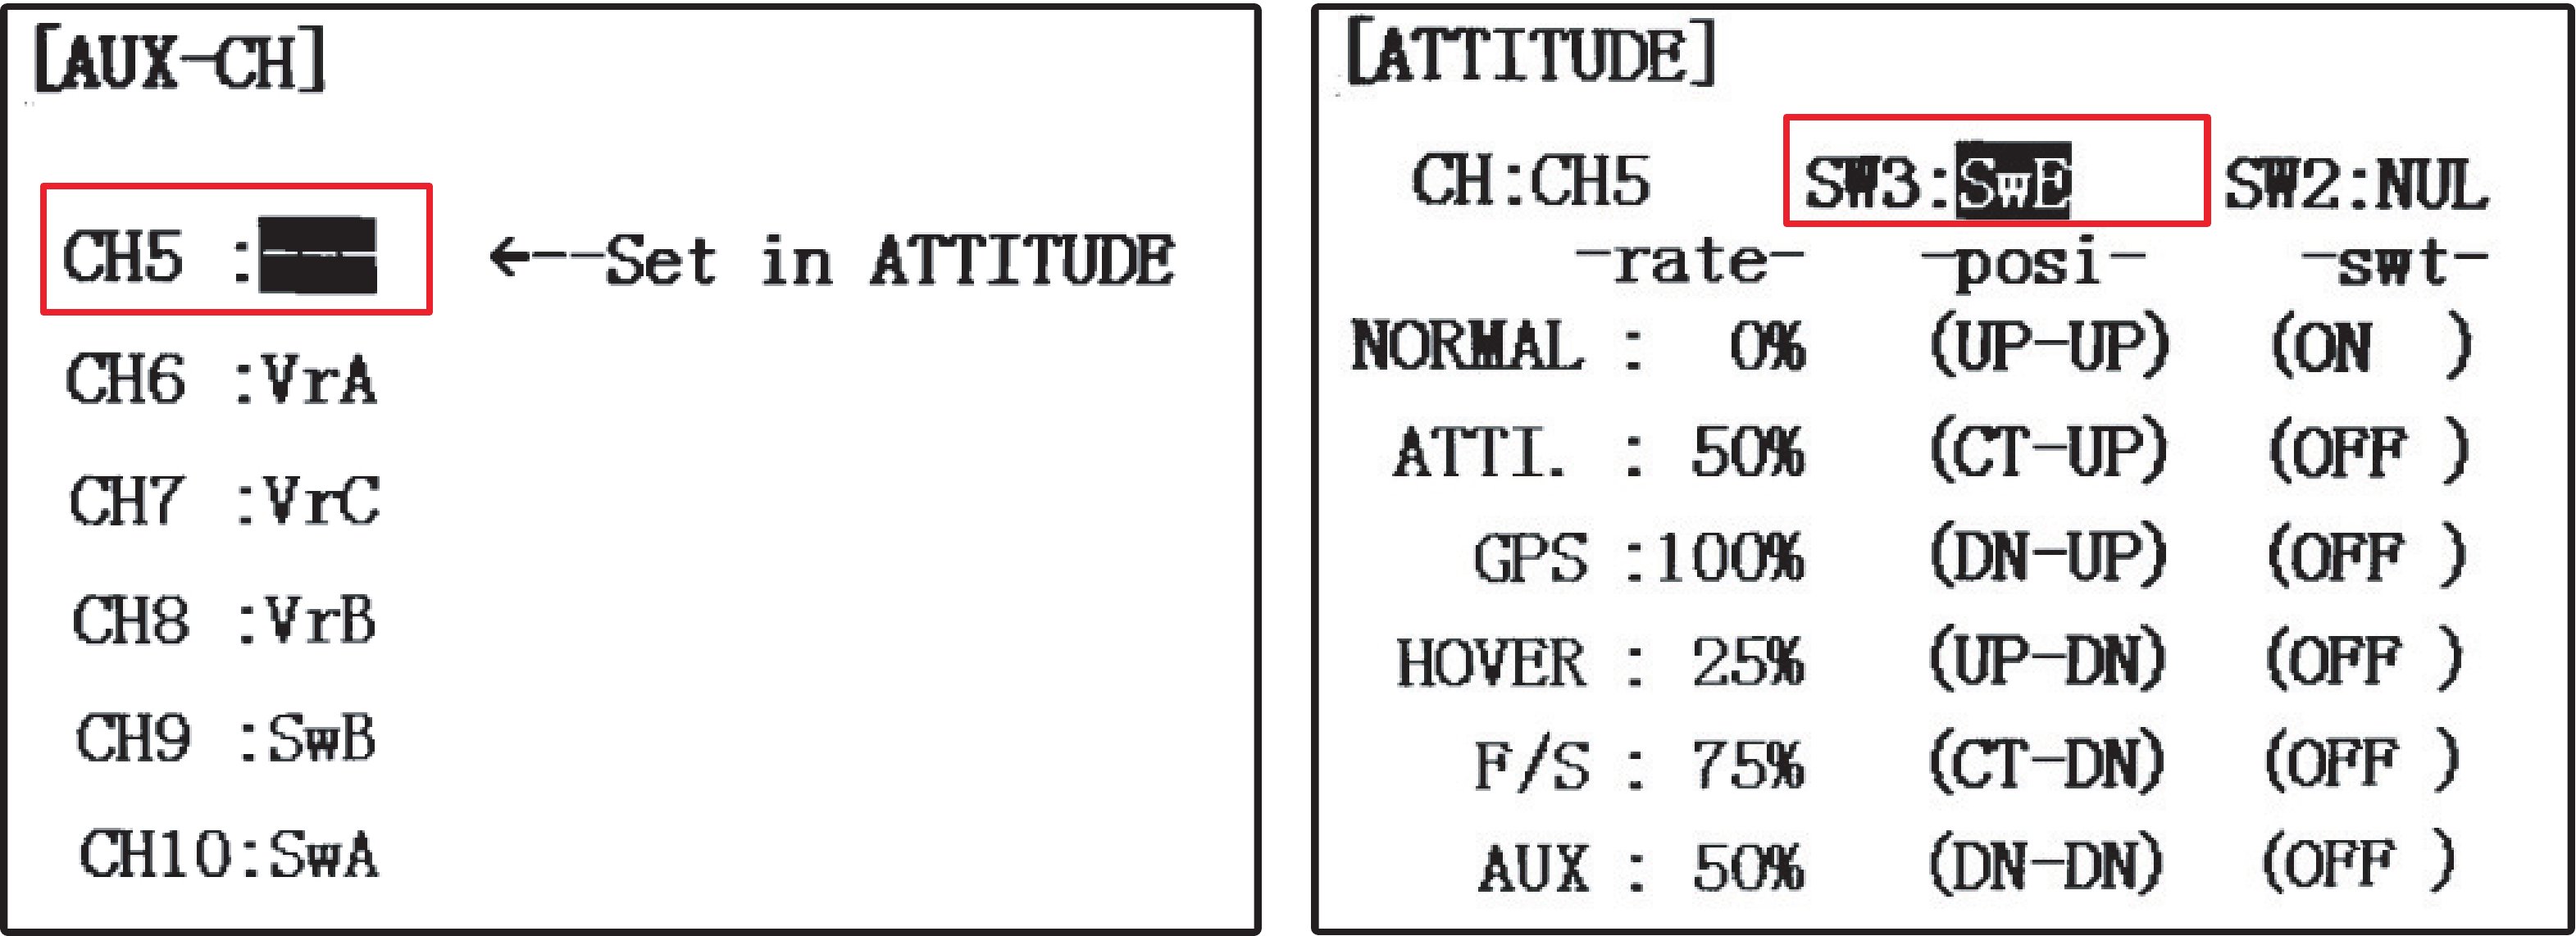 [AUX-CH]
CH5 : ←--Set in ATTITUDE
CH6 :VrA
CH7 :VrC
CH8 :VrB
CH9 :SwB
CH10:SwA
[ATTITUDE]
CH:CH5 SW3:SwE SW2:NUL
-rate- -posi- -swt-
NORMAL : 0% (UP-UP) (ON )
ATTI. : 50% (CT-UP) (OFF )
GPS :100% (DN-UP) (OFF )
HOVER : 25% (UP-DN) (OFF )
F/S : 75% (CT-DN) (OFF )
AUX : 50% (DN-DN) (OFF )